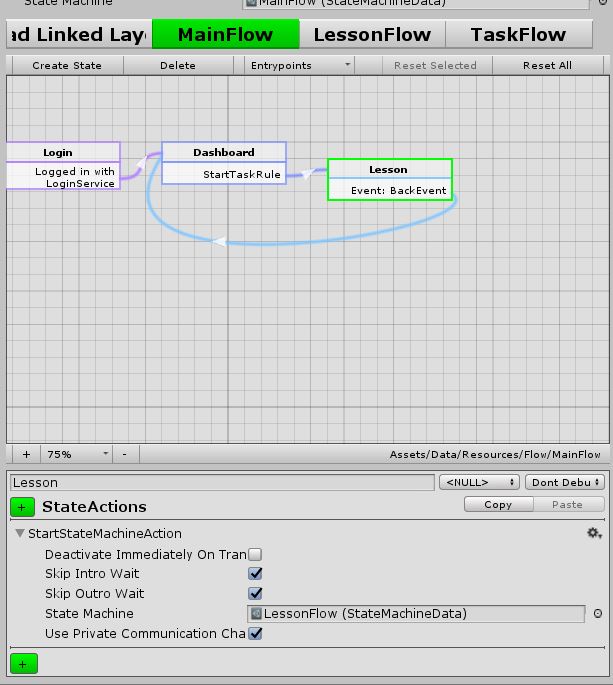 State Machine MainFlow (StateMachineData)
ad Linked Lay MainFlow LessonFlow TaskFlow
Create State Delete Entrypoints Reset Selected Reset All
Login
Logged in with
LoginService
Dashboard
StartTaskRule
Lesson
Event: BackEvent
+ 75% - Assets/Data/Resources/Flow/MainFlow
Lesson <NULL> Dont Debu
+ StateActions Copy Paste
StartStateMachineAction
Deactivate Immediately On Tran
Skip Intro Wait
Skip Outro Wait
State Machine LessonFlow (StateMachineData)
Use Private Communication Cha
+